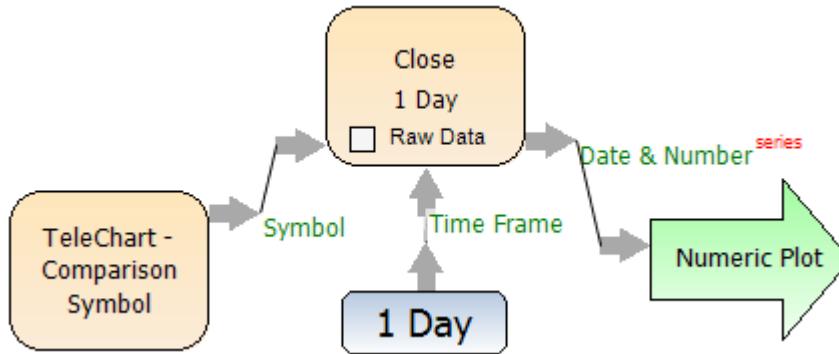 Close
1 Day
Raw Data
Date & Number series
Symbol
Time Frame
TeleChart -
Comparison
Symbol
Numeric Plot
1 Day